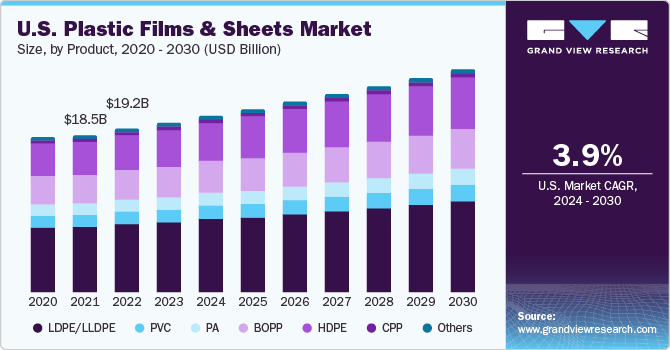 U.S. Plastic Films & Sheets Market
Size, by Product, 2020 - 2030 (USD Billion)
$18.5B
$19.2B
2020 2021 2022 2023 2024 2025 2026 2027 2028 2029 2030
LDPE/LLDPE PVC PA BOPP HDPE CPP Others
GRAND VIEW RESEARCH
3.9%
U.S. Market CAGR,
2024 - 2030
Source:
www.grandviewresearch.com